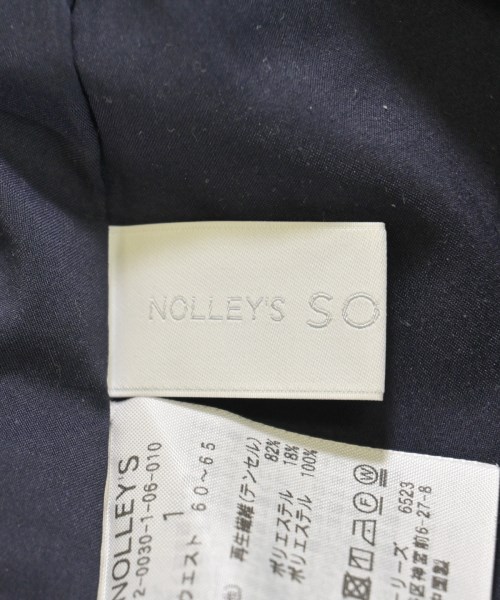 NOLLEY'S SO
NOLLEY'S
2-0030-1-06-010
1
ウエスト 60~65
再生繊維(テンセル) 82%
ポリエステル 18%
ポリエステル 100%
6523
リーズ
区神宮前6-27-8
中国製